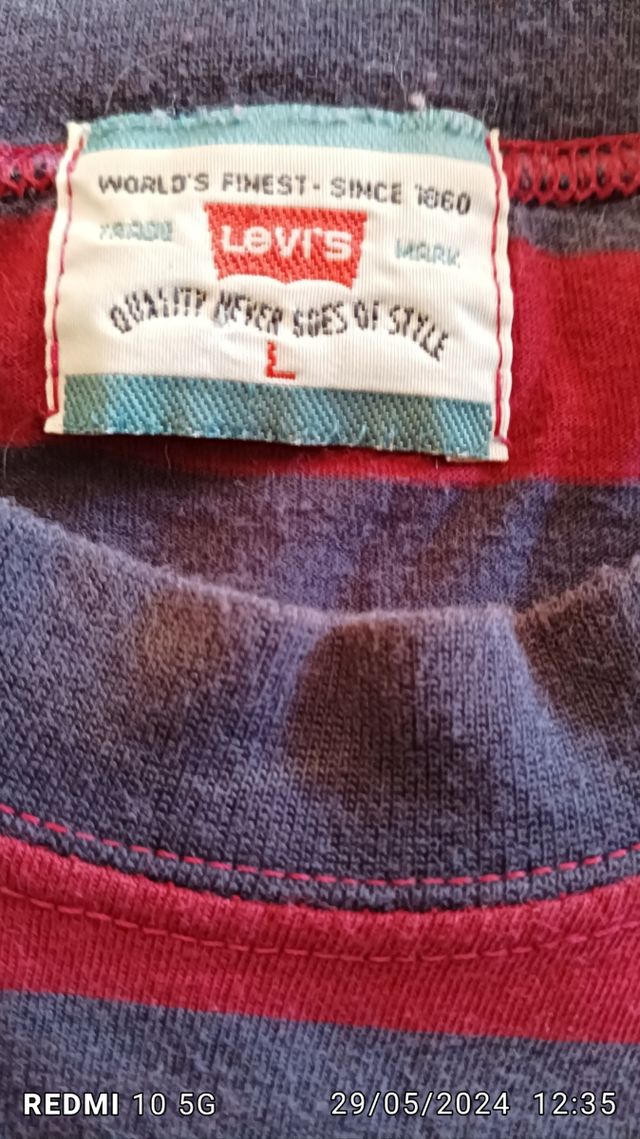 WORLD'S FINEST - SINCE 1860
TRADE Levi's MARK
QUALITY NEVER GOES OF STYLE
L
REDMI 10 5G 29/05/2024 12:35